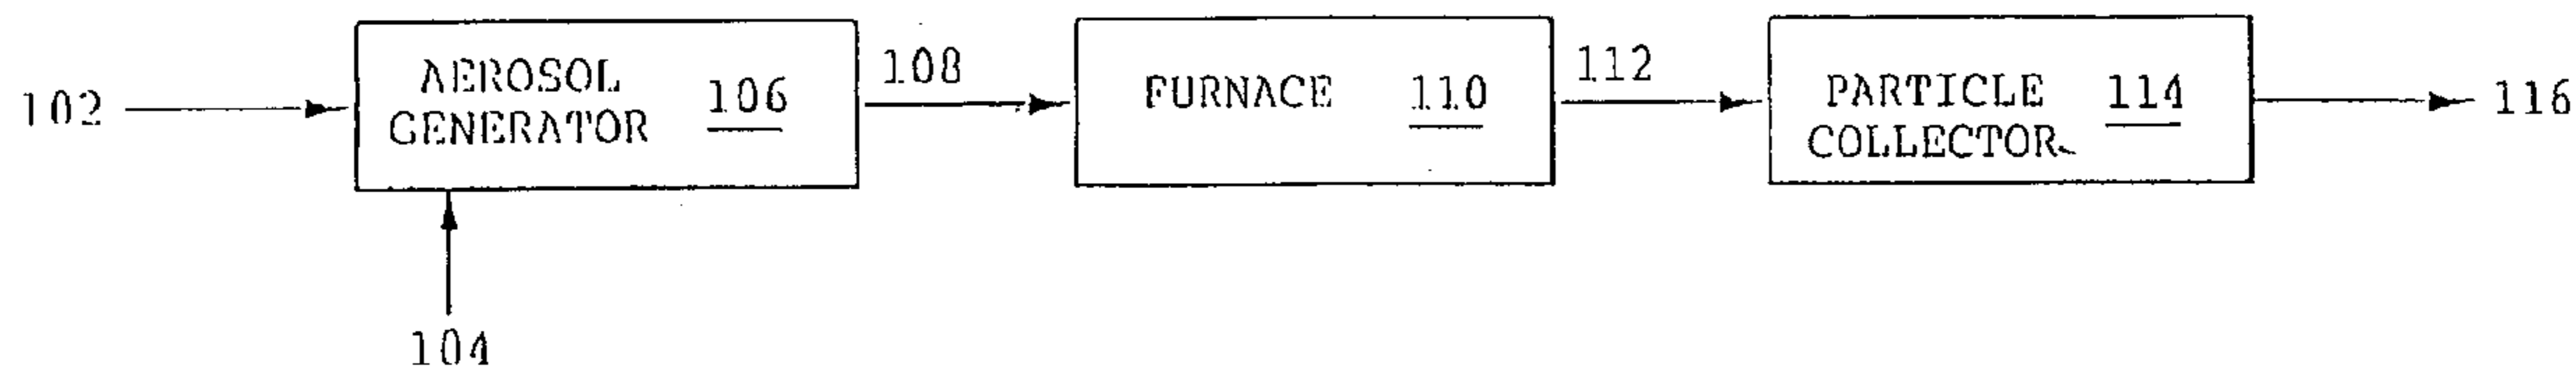 102
AEROSOL
GENERATOR 106
108
FURNACE 110
112
PARTICLE 114
COLLECTOR
116
104